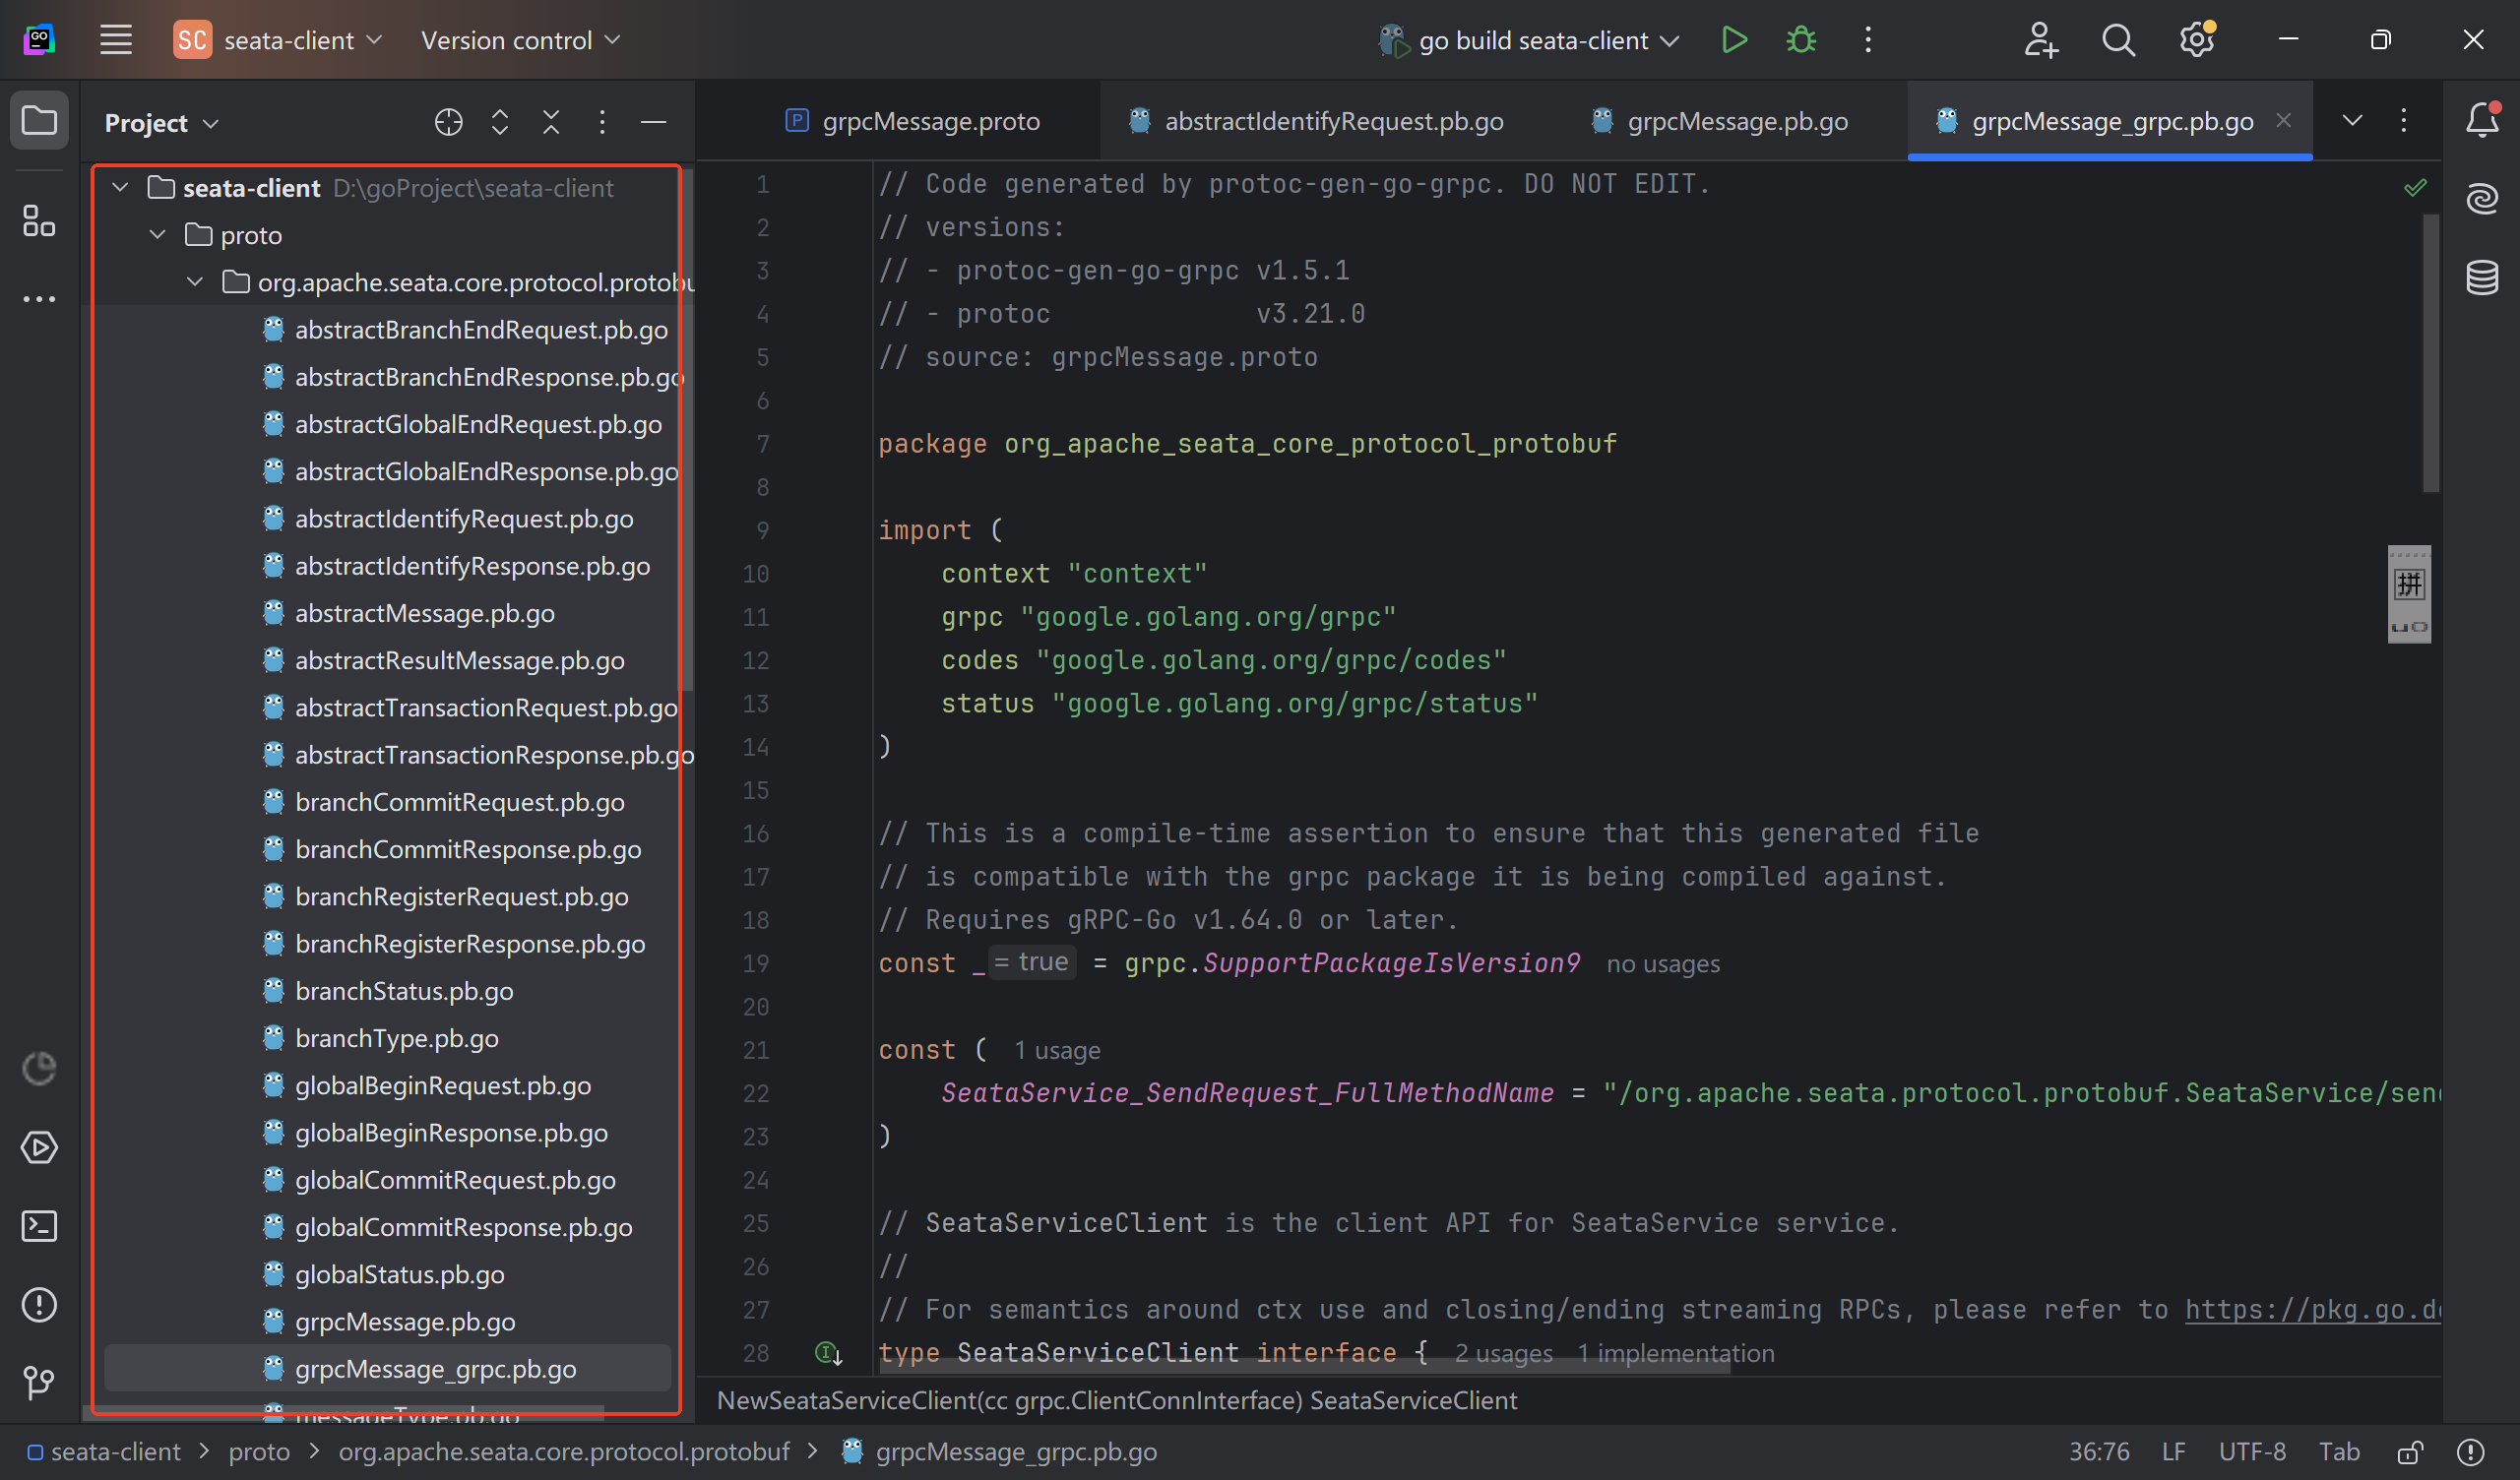 GO
SC seata-client Version control go build seata-client
Project
seata-client D:\goProject\seata-client
proto
org.apache.seata.core.protocol.protobu
abstractBranchEndRequest.pb.go
abstractBranchEndResponse.pb.go
abstractGlobalEndRequest.pb.go
abstractGlobalEndResponse.pb.go
abstractIdentifyRequest.pb.go
abstractIdentifyResponse.pb.go
abstractMessage.pb.go
abstractResultMessage.pb.go
abstractTransactionRequest.pb.go
abstractTransactionResponse.pb.go
branchCommitRequest.pb.go
branchCommitResponse.pb.go
branchRegisterRequest.pb.go
branchRegisterResponse.pb.go
branchStatus.pb.go
branchType.pb.go
globalBeginRequest.pb.go
globalBeginResponse.pb.go
globalCommitRequest.pb.go
globalCommitResponse.pb.go
globalStatus.pb.go
grpcMessage.pb.go
grpcMessage_grpc.pb.go
messageType.pb.go
P grpcMessage.proto abstractIdentifyRequest.pb.go grpcMessage.pb.go grpcMessage_grpc.pb.go
1 // Code generated by protoc-gen-go-grpc. DO NOT EDIT.
2 // versions:
3 // - protoc-gen-go-grpc v1.5.1
4 // - protoc             v3.21.0
5 // source: grpcMessage.proto
6
7 package org_apache_seata_core_protocol_protobuf
8
9 import (
10     context "context"
11     grpc "google.golang.org/grpc"
12     codes "google.golang.org/grpc/codes"
13     status "google.golang.org/grpc/status"
14 )
15
16 // This is a compile-time assertion to ensure that this generated file
17 // is compatible with the grpc package it is being compiled against.
18 // Requires gRPC-Go v1.64.0 or later.
19 const _ = true = grpc.SupportPackageIsVersion9 no usages
20
21 const ( 1 usage
22     SeataService_SendRequest_FullMethodName = "/org.apache.seata.protocol.protobuf.SeataService/sen
23 )
24
25 // SeataServiceClient is the client API for SeataService service.
26 //
27 // For semantics around ctx use and closing/ending streaming RPCs, please refer to https://pkg.go.d
28 type SeataServiceClient interface { 2 usages 1 implementation
拼
NewSeataServiceClient(cc grpc.ClientConnInterface) SeataServiceClient
seata-client > proto > org.apache.seata.core.protocol.protobuf > grpcMessage_grpc.pb.go 36:76 LF UTF-8 Tab